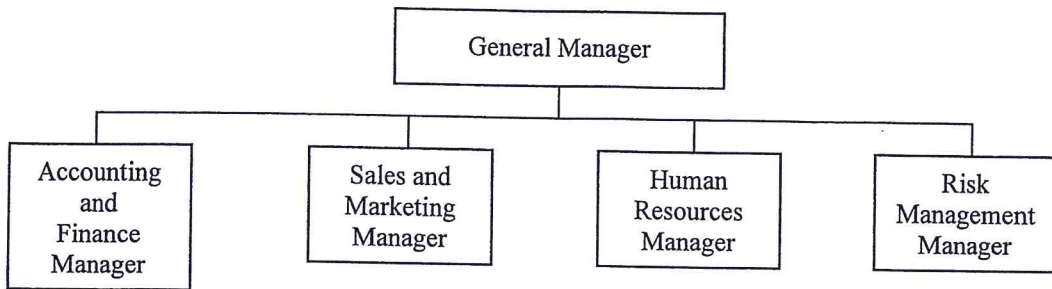 General Manager
Accounting
and
Finance
Manager
Sales and
Marketing
Manager
Human
Resources
Manager
Risk
Management
Manager